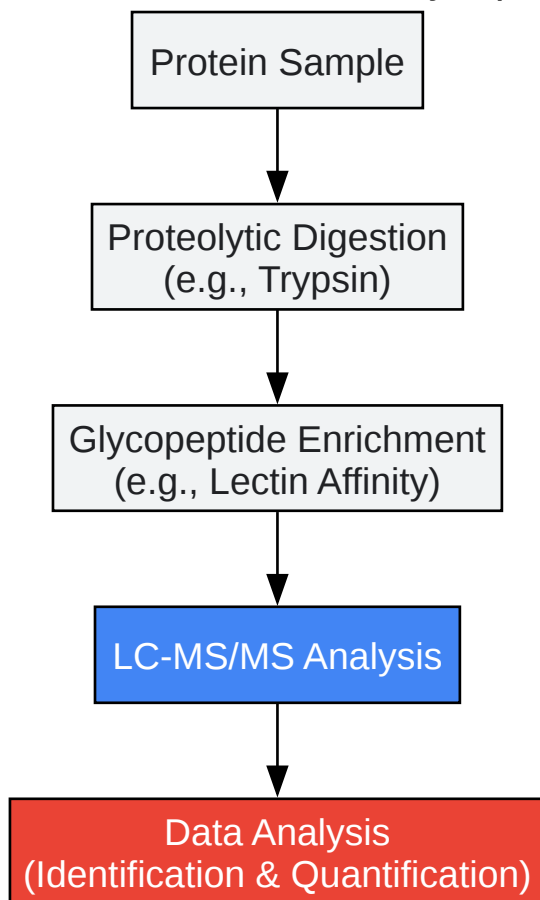 Protein Sample
Proteolytic Digestion
(e.g., Trypsin)
Glycopeptide Enrichment
(e.g., Lectin Affinity)
LC-MS/MS Analysis
Data Analysis
(Identification & Quantification)